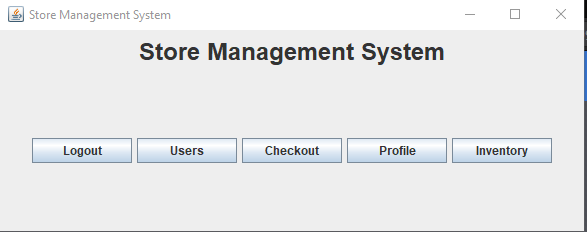 Store Management System
Store Management System
Logout Users Checkout Profile Inventory